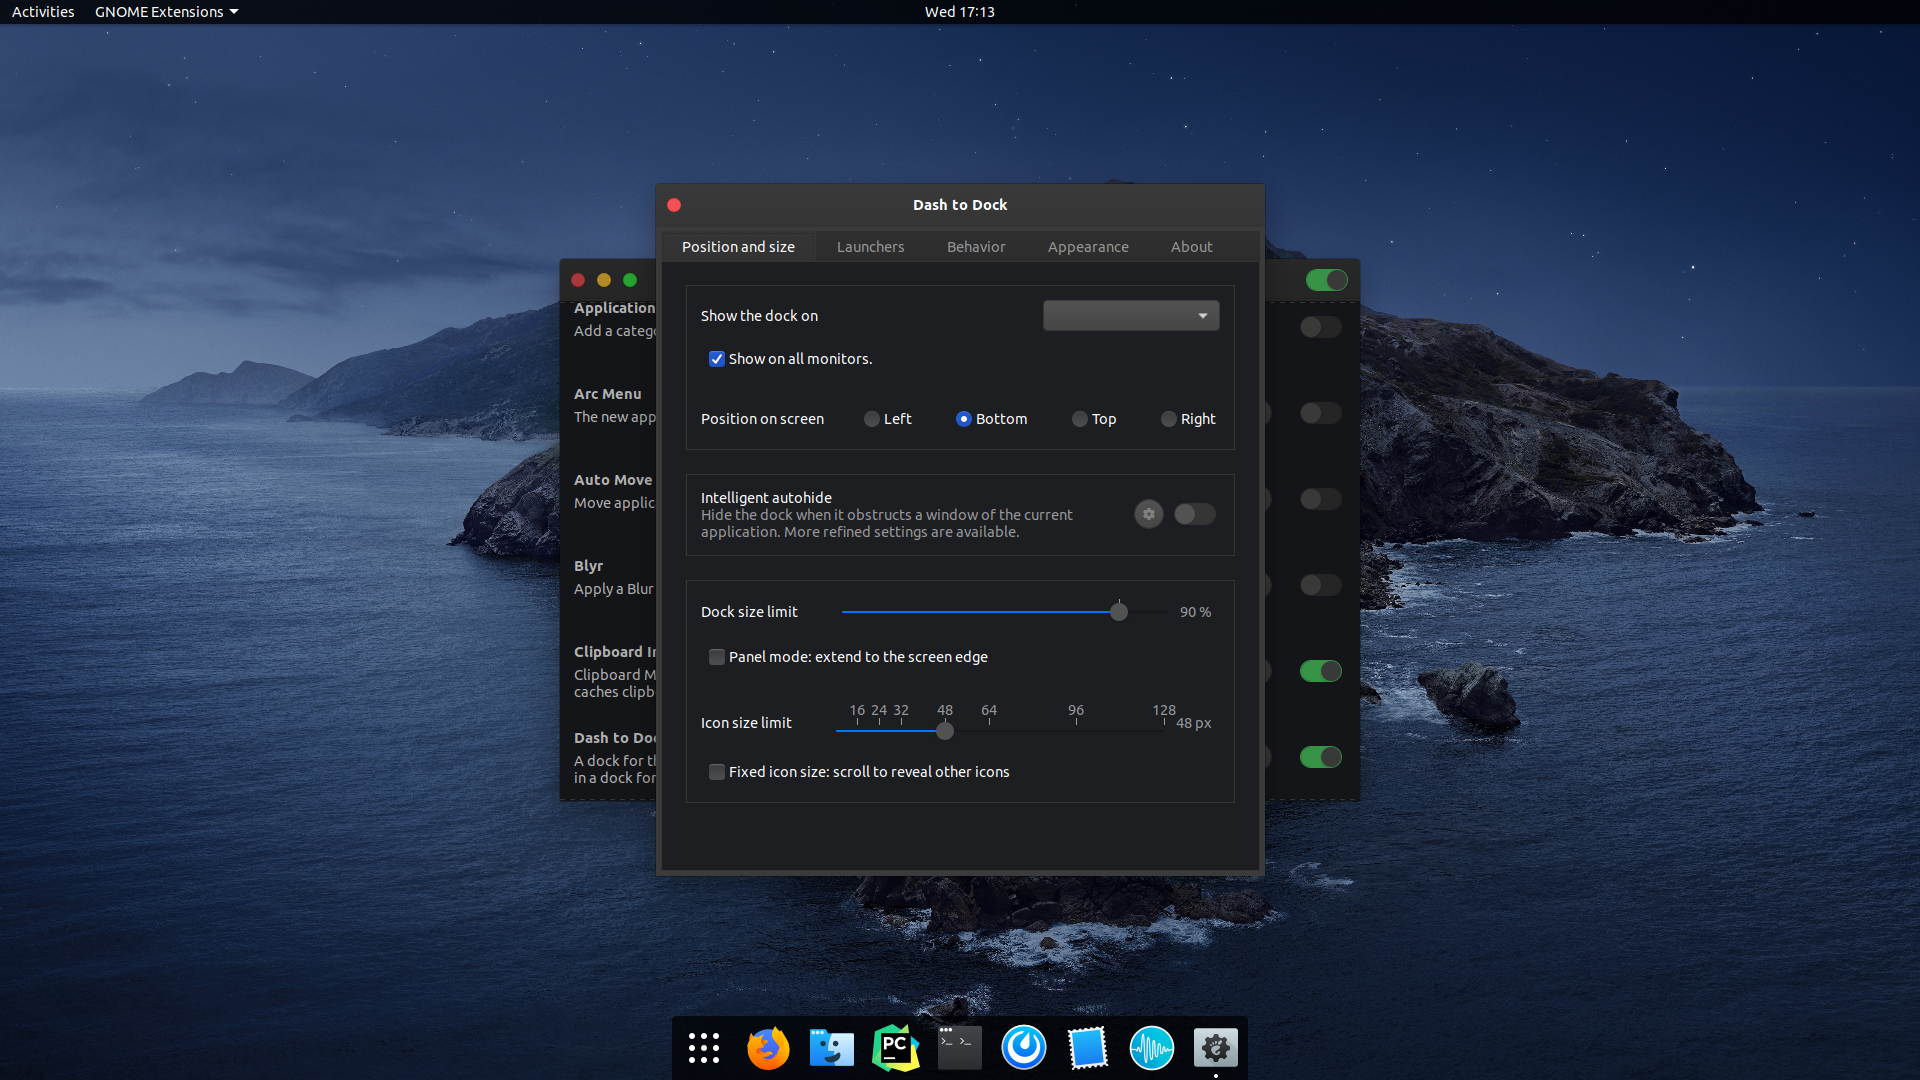 Activities
GNOME Extensions
Wed 17:13
Dash to Dock
Position and size
Launchers
Behavior
Appearance
About
Show the dock on
Show on all monitors.
Position on screen
Left
Bottom
Top
Right
Intelligent autohide
Hide the dock when it obstructs a window of the current
application. More refined settings are available.
Dock size limit
90 %
Panel mode: extend to the screen edge
16 24 32 48 64 96 128
Icon size limit
48 px
Fixed icon size: scroll to reveal other icons
Application
Add a catego
Arc Menu
The new app
Auto Move
Move applic
Blyr
Apply a Blur
Clipboard In
Clipboard M
caches clipb
Dash to Doc
A dock for th
in a dock for
PC